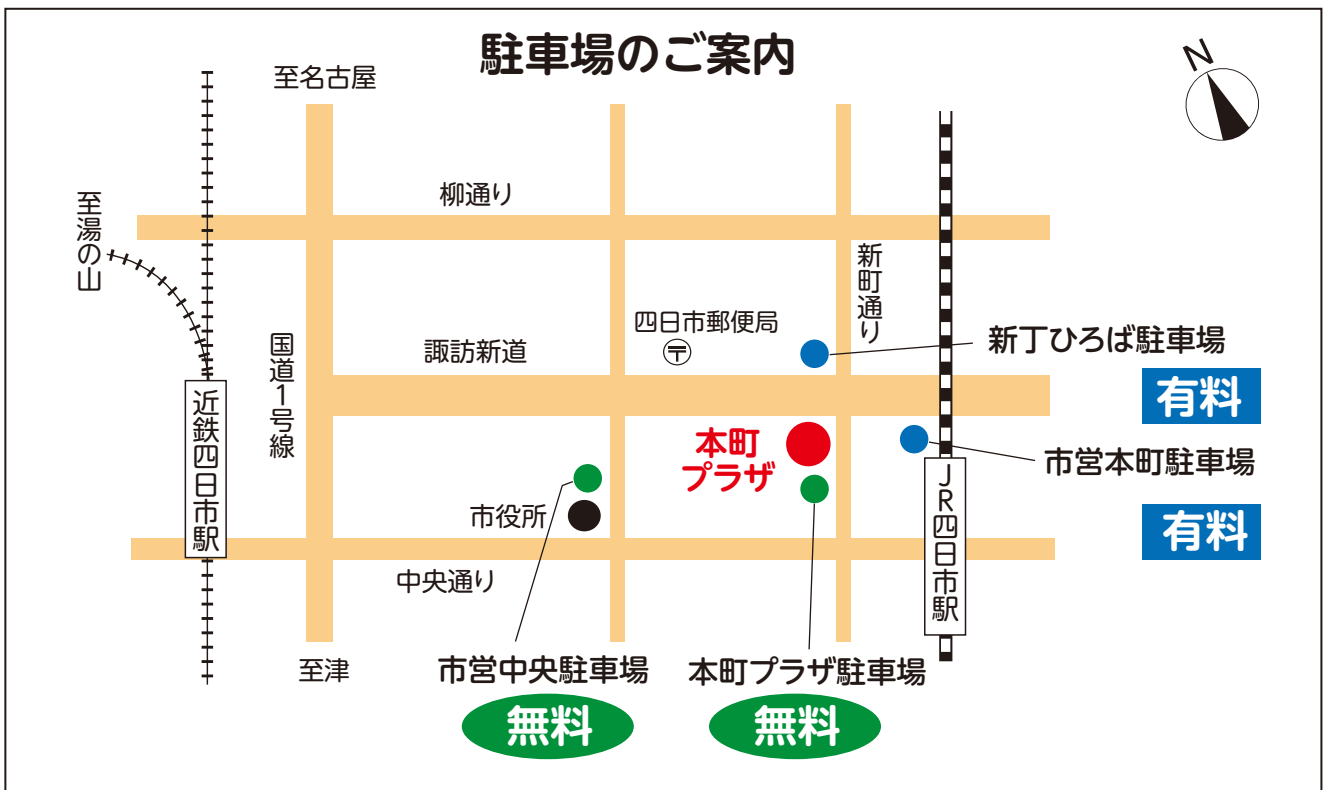 駐車場のご案内
N
至名古屋
柳通り
至湯の山
新町通り
四日市郵便局
〒
新丁ひろば駐車場
有料
国道1号線
諏訪新道
近鉄四日市駅
本町
プラザ
市営本町駐車場
有料
JR四日市駅
市役所
中央通り
至津
市営中央駐車場
無料
本町プラザ駐車場
無料